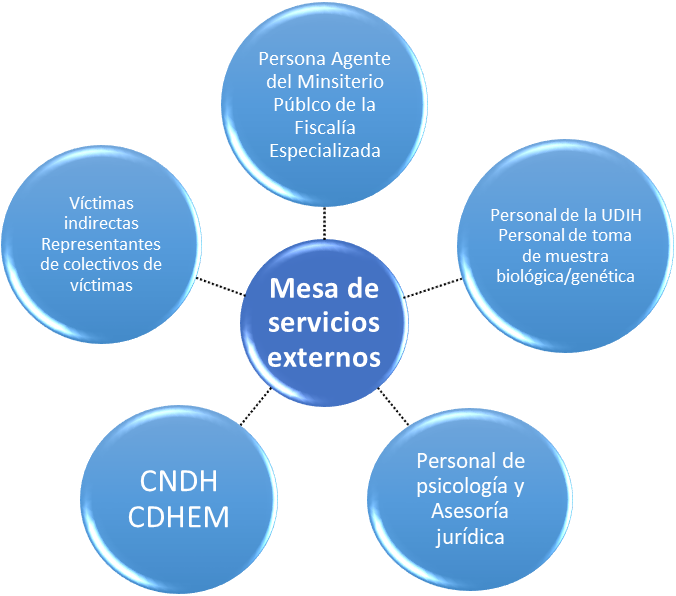 Persona Agente
del Minsiterio
Públco de la
Fiscalía
Especializada
Víctimas
indirectas
Representantes
de colectivos de
víctimas
Personal de la UDIH
Personal de toma
de muestra
biológica/genética
Mesa de
servicios
externos
CNDH
CDHEM
Personal de
psicología y
Asesoría
jurídica